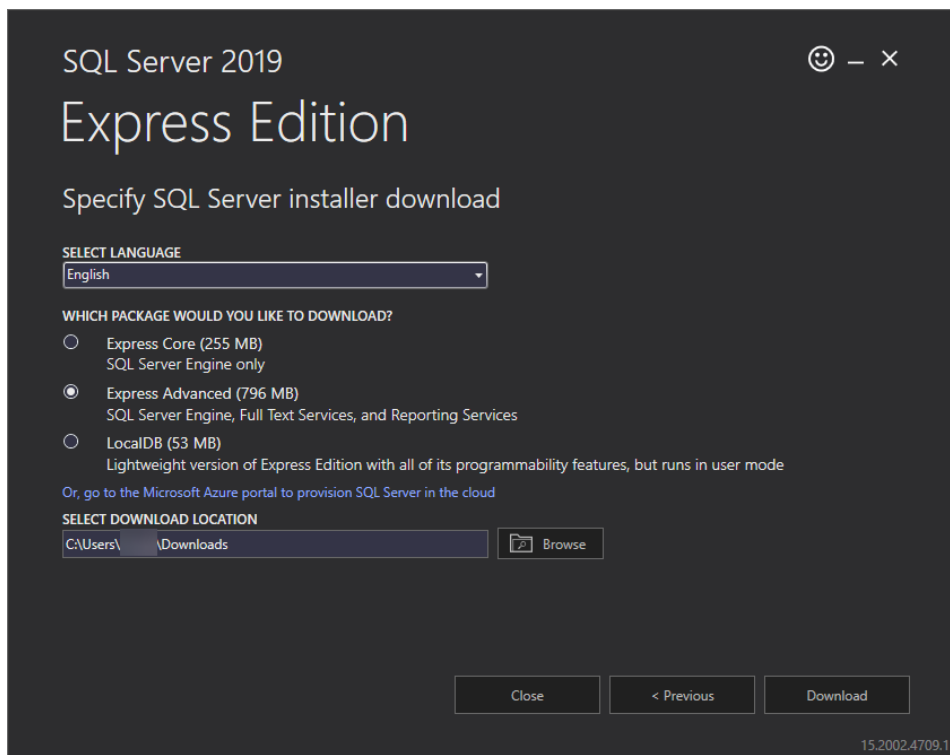 SQL Server 2019
Express Edition
Specify SQL Server installer download
SELECT LANGUAGE
English
WHICH PACKAGE WOULD YOU LIKE TO DOWNLOAD?
Express Core (255 MB)
SQL Server Engine only
Express Advanced (796 MB)
SQL Server Engine, Full Text Services, and Reporting Services
LocalDB (53 MB)
Lightweight version of Express Edition with all of its programmability features, but runs in user mode
Or, go to the Microsoft Azure portal to provision SQL Server in the cloud
SELECT DOWNLOAD LOCATION
C:\Users\ \Downloads
Browse
Close
< Previous
Download
15.2002.4709.1